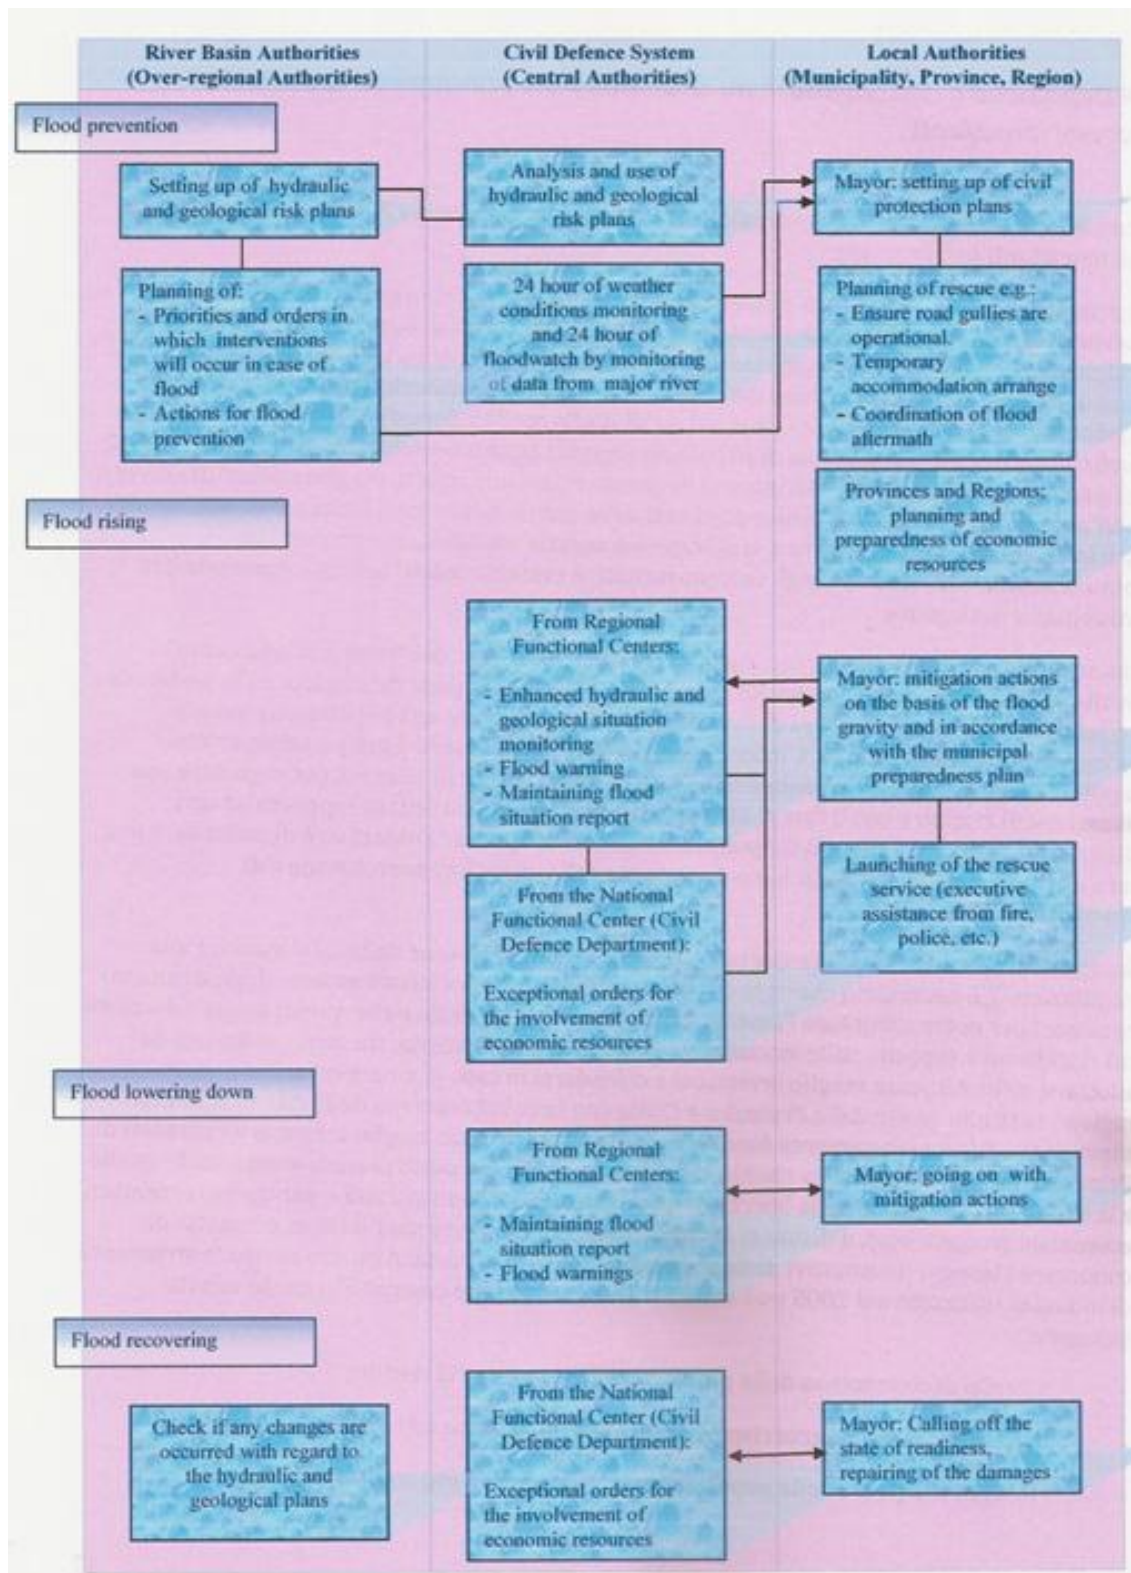 River Basin Authorities
(Over-regional Authorities)
Civil Defence System
(Central Authorities)
Local Authorities
(Municipality, Province, Region)
Flood prevention
Setting up of hydraulic
and geological risk plans
Analysis and use of
hydraulic and geological
risk plans
Mayor: setting up of civil
protection plans
Planning of:
- Priorities and orders in
which interventions
will occur in case of
flood
- Actions for flood
prevention
24 hour of weather
conditions monitoring
and 24 hour of
floodwatch by monitoring
of data from major river
Planning of rescue e.g.:
- Ensure road gullies are
operational.
- Temporary
accommodation arrange
- Coordination of flood
aftermath
Provinces and Regions:
planning and
preparedness of economic
resources
Flood rising
From Regional
Functional Centers:
- Enhanced hydraulic and
geological situation
monitoring
- Flood warning
- Maintaining flood
situation report
Mayor: mitigation actions
on the basis of the flood
gravity and in accordance
with the municipal
preparedness plan
From the National
Functional Center (Civil
Defence Department):
Exceptional orders for
the involvement of
economic resources
Launching of the rescue
service (executive
assistance from fire,
police, etc.)
Flood lowering down
From Regional
Functional Centers:
- Maintaining flood
situation report
- Flood warnings
Mayor: going on with
mitigation actions
Flood recovering
Check if any changes are
occurred with regard to
the hydraulic and
geological plans
From the National
Functional Center (Civil
Defence Department):
Exceptional orders for
the involvement of
economic resources
Mayor: Calling off the
state of readiness,
repairing of the damages